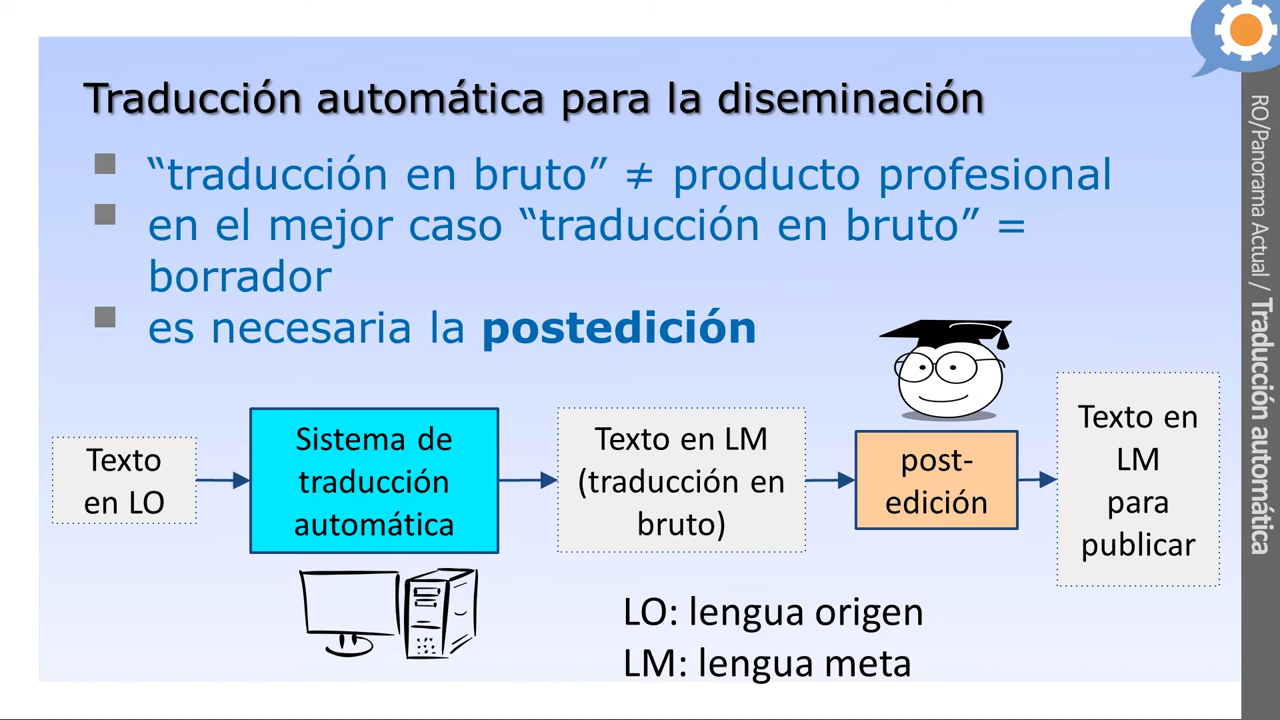 Traducción automática para la diseminación
“traducción en bruto” ≠ producto profesional
en el mejor caso “traducción en bruto” =
borrador
es necesaria la postedición
Texto
en LO
Sistema de
traducción
automática
Texto en LM
(traducción en
bruto)
post-
edición
Texto en
LM
para
publicar
LO: lengua origen
LM: lengua meta
RO/Panorama Actual / Traducción automática